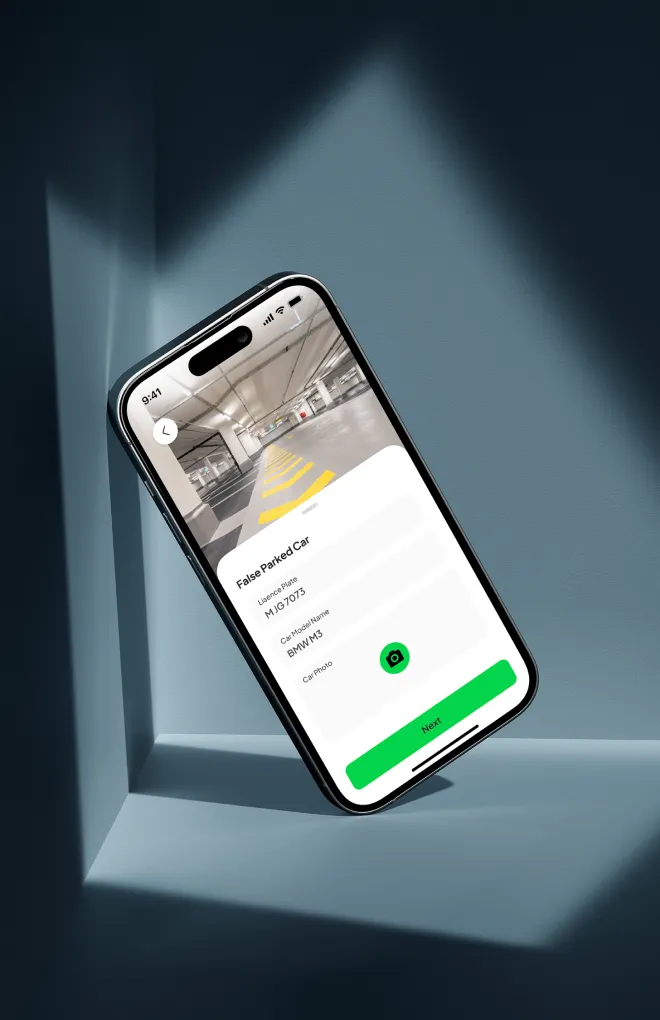 9:41
False Parked Car
Lisence Plate
M JG 7073
Car Model Name
BMW M3
Car Photo
Next